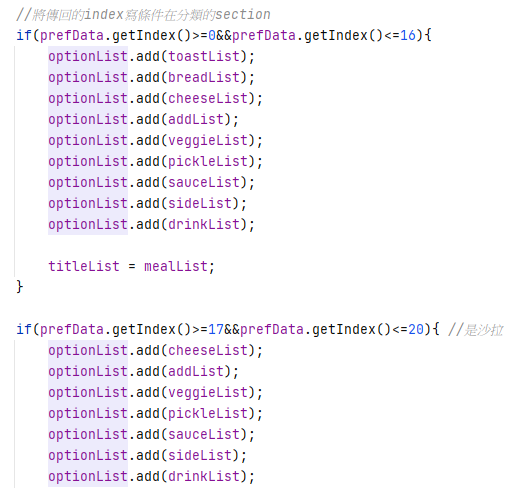 //將傳回的index寫條件在分類的section
if(prefData.getIndex()>=0&&prefData.getIndex()<=16){
optionList.add(toastList);
optionList.add(breadList);
optionList.add(cheeseList);
optionList.add(addList);
optionList.add(veggieList);
optionList.add(pickleList);
optionList.add(sauceList);
optionList.add(sideList);
optionList.add(drinkList);
titleList = mealList;
}
if(prefData.getIndex()>=17&&prefData.getIndex()<=20){ //是沙拉
optionList.add(cheeseList);
optionList.add(addList);
optionList.add(veggieList);
optionList.add(pickleList);
optionList.add(sauceList);
optionList.add(sideList);
optionList.add(drinkList);